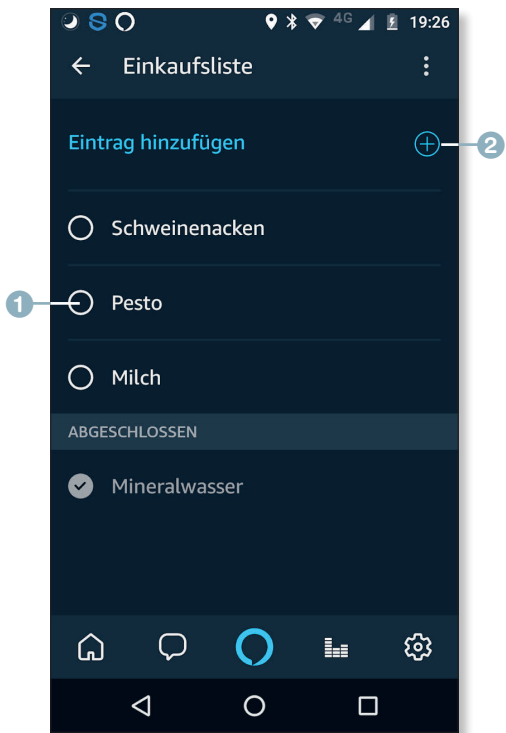 4G 19:26
Einkaufsliste
Eintrag hinzufügen
2
Schweinenacken
1
Pesto
Milch
ABGESCHLOSSEN
Mineralwasser